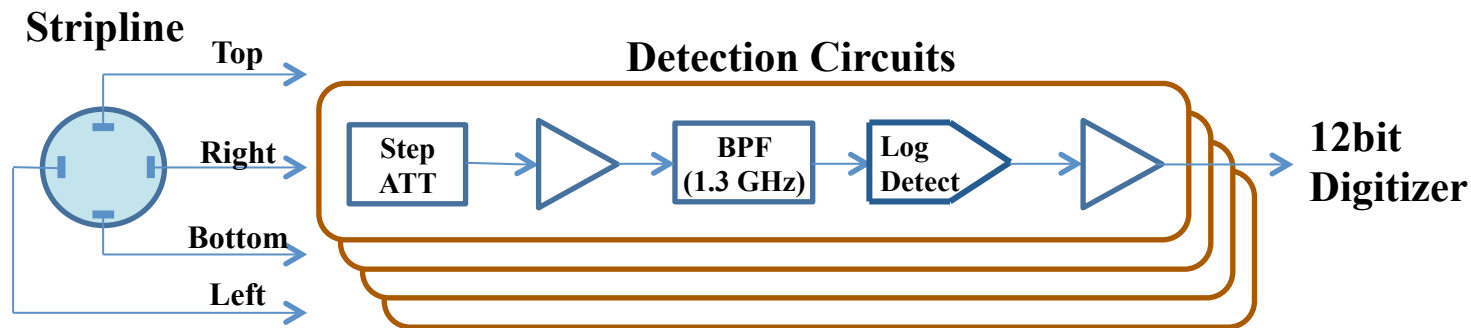 Stripline
Top
Right
Bottom
Left
Detection Circuits
Step
ATT
BPF
(1.3 GHz)
Log
Detect
12bit
Digitizer